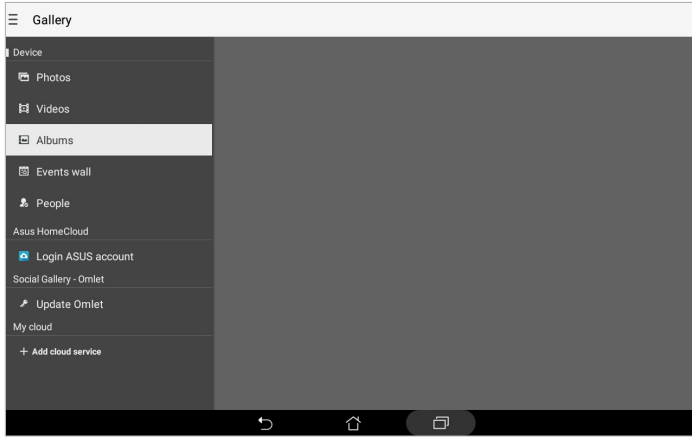 Gallery
Device
Photos
Videos
Albums
Events wall
People
Asus HomeCloud
Login ASUS account
Social Gallery - Omlet
Update Omlet
My cloud
+ Add cloud service